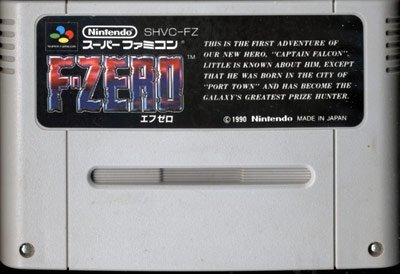 Nintendo SHVC-FZ
スーパーファミコン
F-ZERO™
エフゼロ
THIS IS THE FIRST ADVENTURE OF
OUR NEW HERO, "CAPTAIN FALCON".
LITTLE IS KNOWN ABOUT HIM, EXCEPT
THAT HE WAS BORN IN THE CITY OF
"PORT TOWN" AND HAS BECOME THE
GALAXY'S GREATEST PRIZE HUNTER.
©1990 Nintendo MADE IN JAPAN